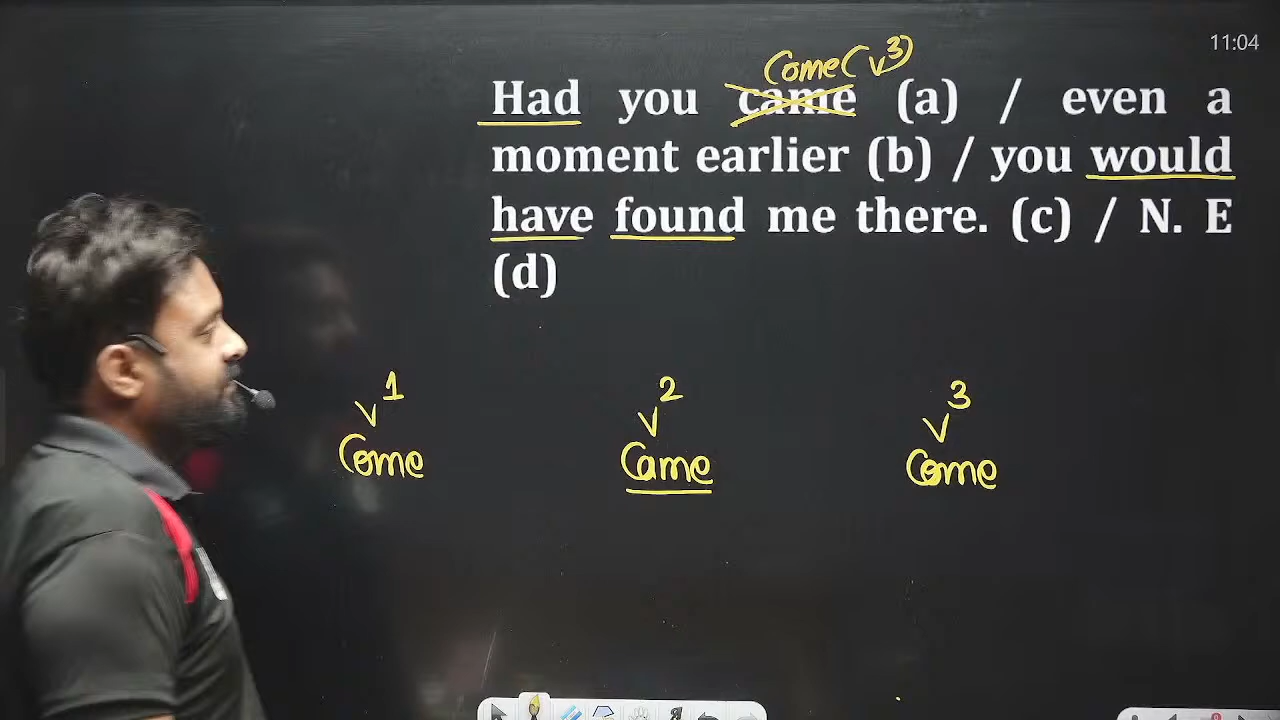 11:04
Come (v3)
Had you came (a) / even a
moment earlier (b) / you would
have found me there. (c) / N. E
(d)
v1 v2 v3
Come Came Come